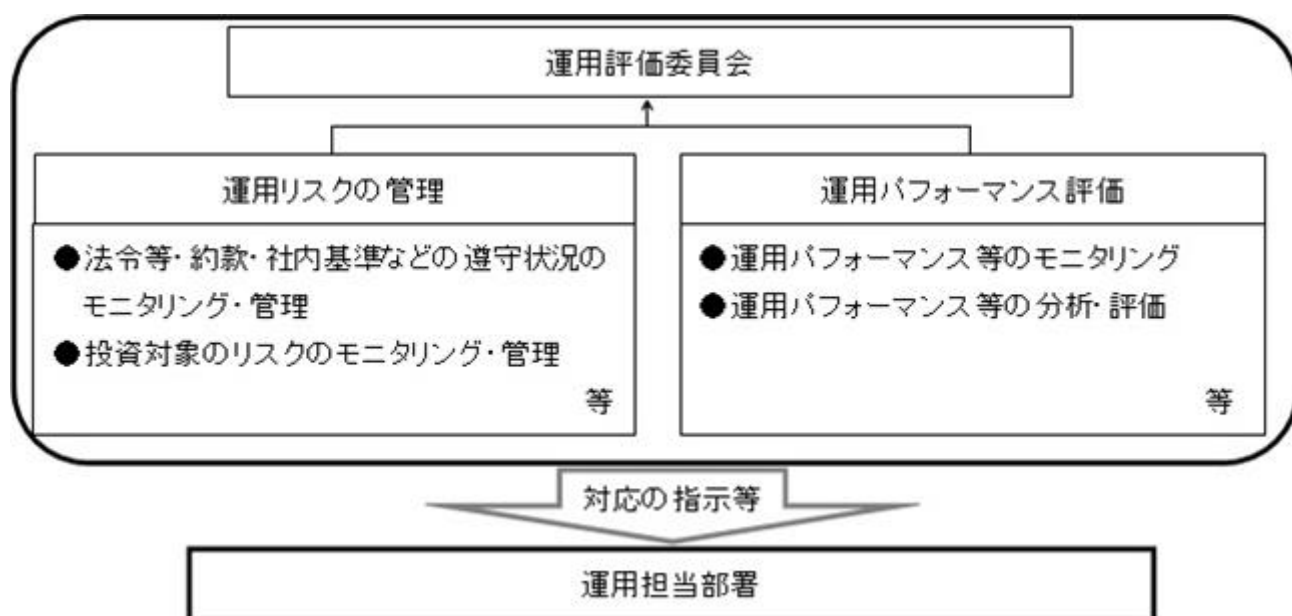 運用評価委員会
運用リスクの管理
●法令等・約款・社内基準などの遵守状況の
モニタリング・管理
●投資対象のリスクのモニタリング・管理
等
運用パフォーマンス評価
●運用パフォーマンス等のモニタリング
●運用パフォーマンス等の分析・評価
等
対応の指示等
運用担当部署